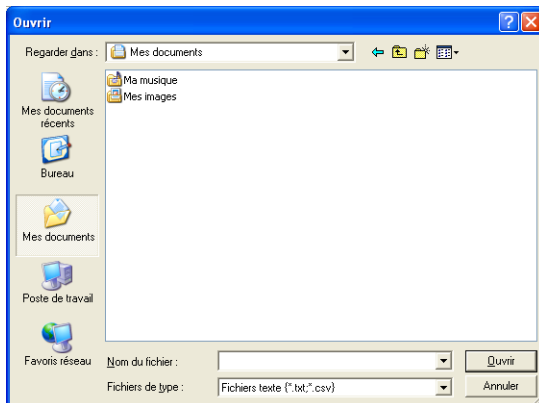 Ouvrir
Regarder dans :
Mes documents
Ma musique
Mes images
Mes documents
récents
Bureau
Mes documents
Poste de travail
Favoris réseau
Nom du fichier :
Ouvrir
Fichiers de type :
Fichiers texte (*.txt;*.csv)
Annuler